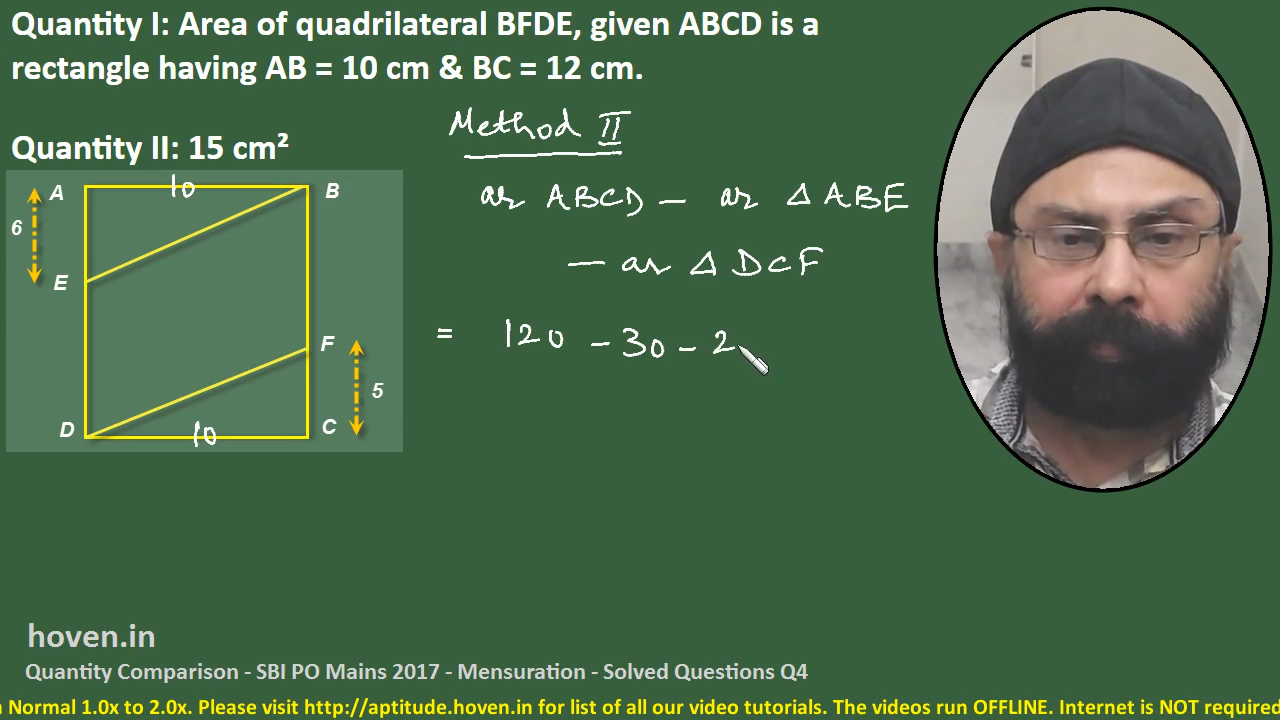 Quantity I: Area of quadrilateral BFDE, given ABCD is a
rectangle having AB = 10 cm & BC = 12 cm.
Method II
Quantity II: 15 cm²
ar ABCD - ar △ ABE
- ar △ DCF
= 120 - 30 - 2
A 10 B
6
E
F
5
D 10 C
hoven.in
Quantity Comparison - SBI PO Mains 2017 - Mensuration - Solved Questions Q4
n Normal 1.0x to 2.0x. Please visit http://aptitude.hoven.in for list of all our video tutorials. The videos run OFFLINE. Internet is NOT required